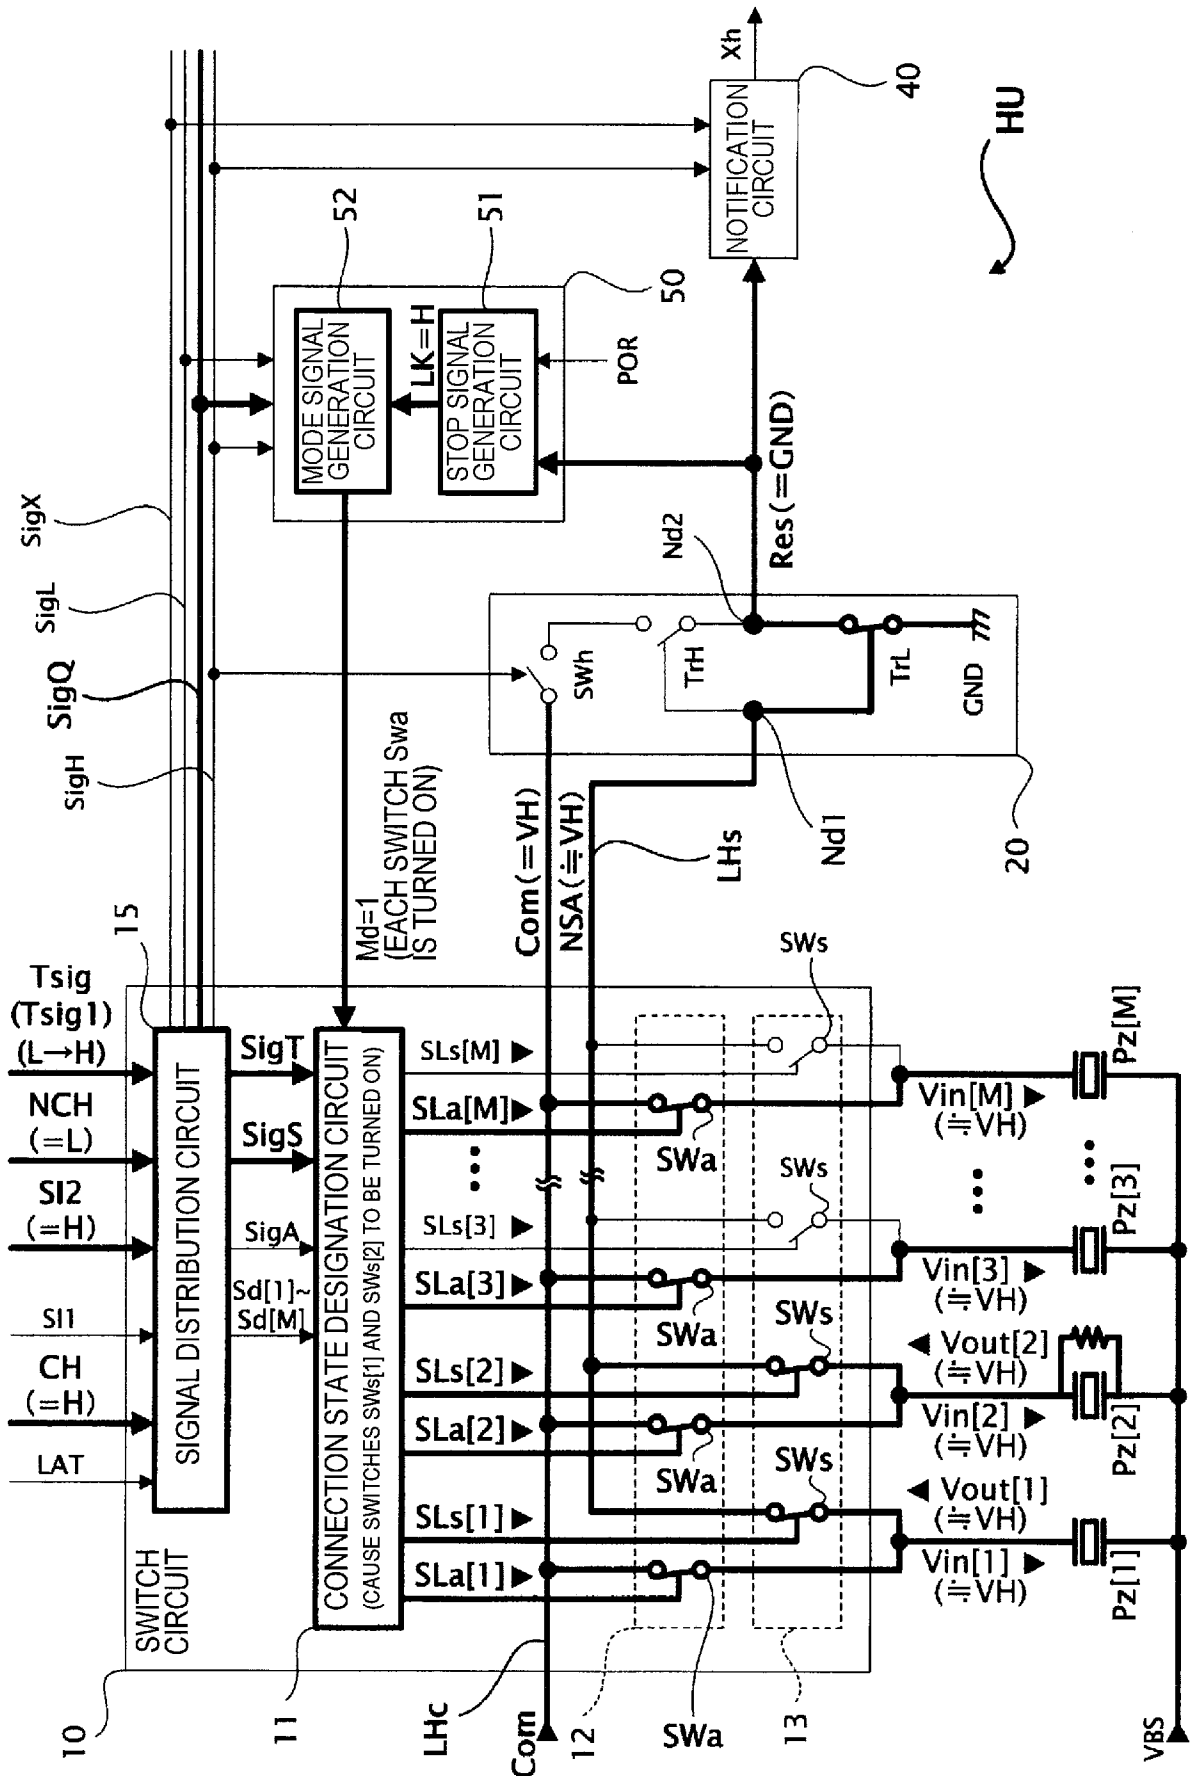 10
SWITCH
CIRCUIT
LAT
CH
(=H)
SI1
SI2
(=H)
NCH
(=L)
Tsig
(Tsig1)
(L→H)
15
SIGNAL DISTRIBUTION CIRCUIT
Sd[1]~
Sd[M]
SigA
SigS
SigT
SigH
SigQ
SigL
SigX
11
CONNECTION STATE DESIGNATION CIRCUIT
(CAUSE SWITCHES SWs[1] AND SWs[2] TO BE TURNED ON)
Md=1
(EACH SWITCH Swa
IS TURNED ON)
MODE SIGNAL
GENERATION
CIRCUIT
52
LK=H
STOP SIGNAL
GENERATION
CIRCUIT
51
50
POR
LHc
Com
SLa[1]
SLs[1]
SLa[2]
SLs[2]
SLa[3]
SLs[3]
SLa[M]
SLs[M]
Com(=VH)
NSA(≒VH)
LHs
SWh
TrH
Nd2
Nd1
TrL
GND
20
Res(=GND)
NOTIFICATION
CIRCUIT
Xh
40
HU
12
SWa
SWa
SWa
SWa
13
SWs
SWs
SWs
SWs
Vin[1]
(≒VH)
Vout[1]
(≒VH)
Vin[2]
(≒VH)
Vout[2]
(≒VH)
Vin[3]
(≒VH)
Vin[M]
(≒VH)
Pz[1]
Pz[2]
Pz[3]
Pz[M]
VBS